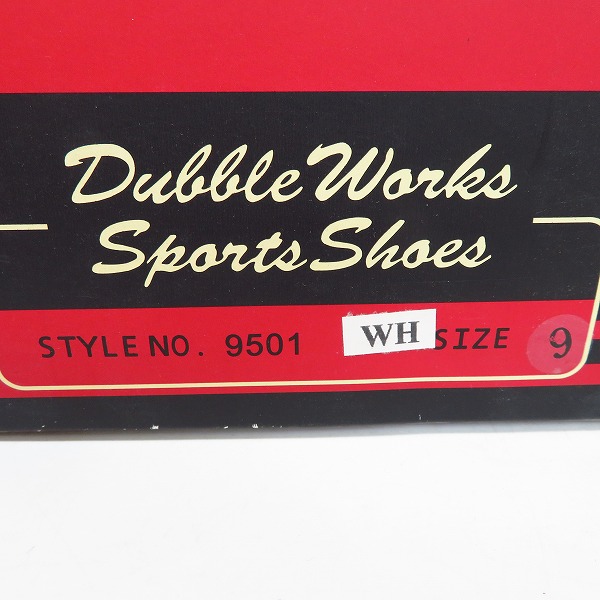 Dubble Works
Sports Shoes
STYLE NO. 9501 WH SIZE 9